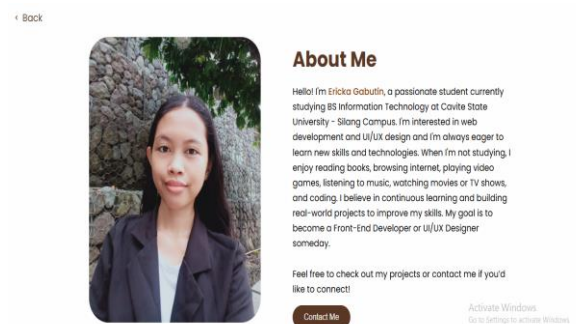 ‹ Back
About Me
Hello! I'm Ericka Gabutin, a passionate student currently
studying BS Information Technology at Cavite State
University - Silang Campus. I'm interested in web
development and UI/UX design and I'm always eager to
learn new skills and technologies. When I'm not studying, I
enjoy reading books, browsing internet, playing video
games, listening to music, watching movies or TV shows,
and coding. I believe in continuous learning and building
real-world projects to improve my skills. My goal is to
become a Front-End Developer or UI/UX Designer
someday.
Feel free to check out my projects or contact me if you'd
like to connect!
Contact Me
Activate Windows
Go to Settings to activate Windows.